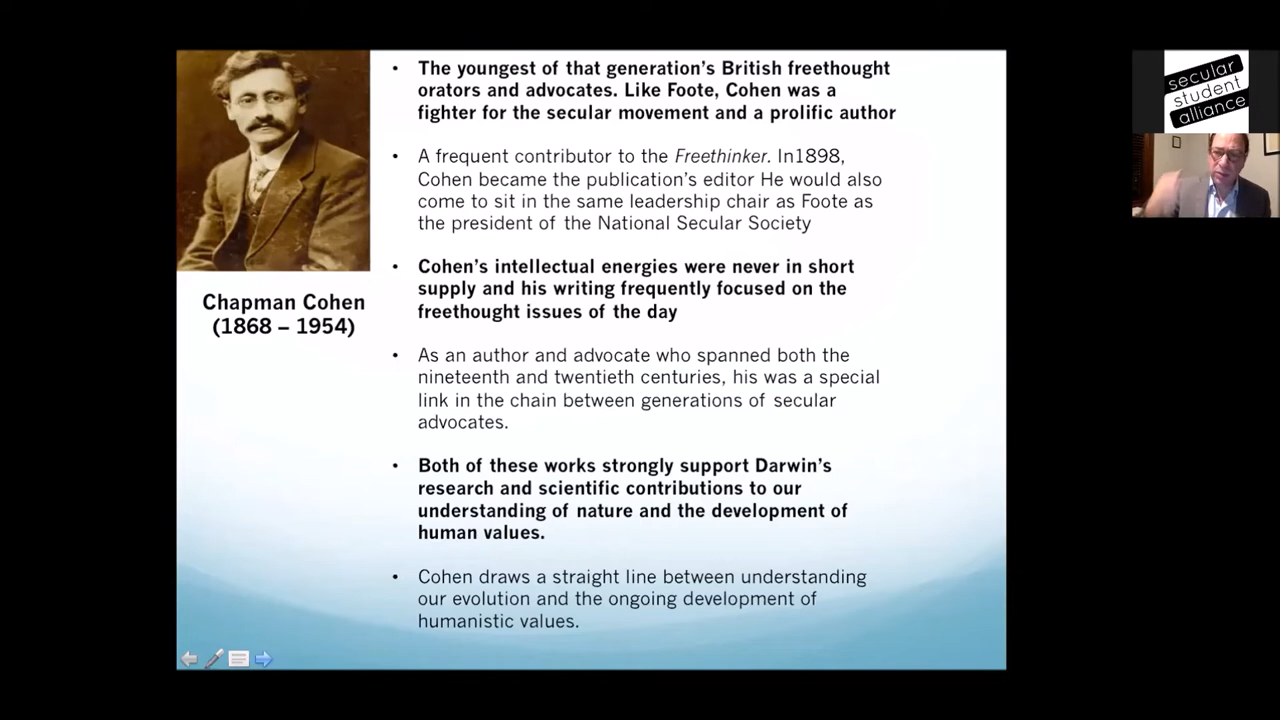 • The youngest of that generation's British freethought
orators and advocates. Like Foote, Cohen was a
fighter for the secular movement and a prolific author
• A frequent contributor to the Freethinker. In1898,
Cohen became the publication's editor He would also
come to sit in the same leadership chair as Foote as
the president of the National Secular Society
• Cohen's intellectual energies were never in short
supply and his writing frequently focused on the
freethought issues of the day
• As an author and advocate who spanned both the
nineteenth and twentieth centuries, his was a special
link in the chain between generations of secular
advocates.
• Both of these works strongly support Darwin's
research and scientific contributions to our
understanding of nature and the development of
human values.
• Cohen draws a straight line between understanding
our evolution and the ongoing development of
humanistic values.
Chapman Cohen
(1868 – 1954)
secular
student
alliance